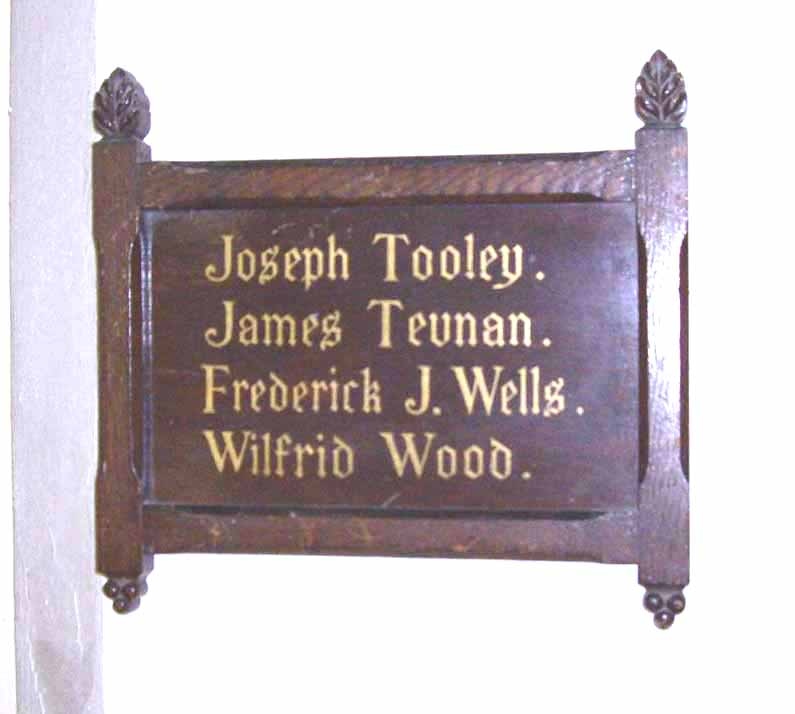 Joseph Tooley.
James Tevnan.
Frederick J. Wells.
Wilfrid Wood.